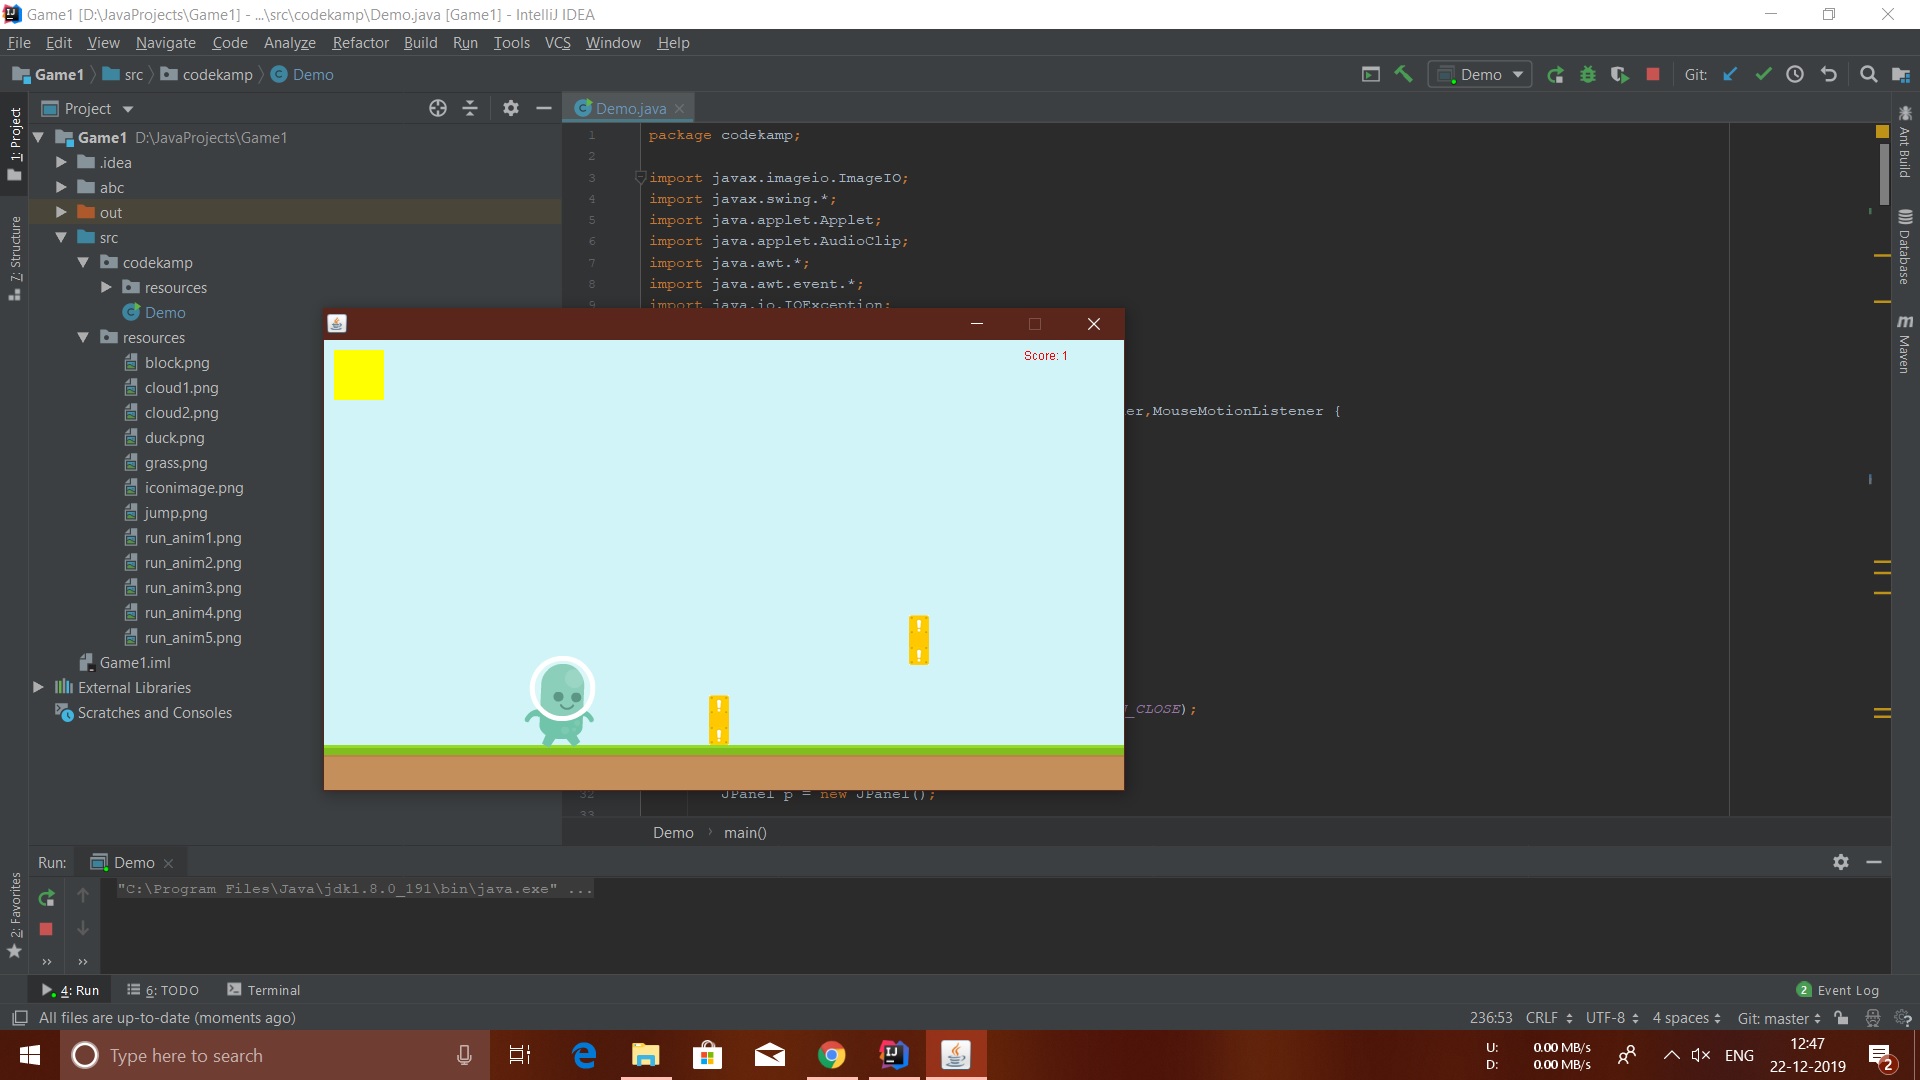 Game1 [D:\JavaProjects\Game1] - ...\src\codekamp\Demo.java [Game1] - IntelliJ IDEA
File Edit View Navigate Code Analyze Refactor Build Run Tools VCS Window Help
Game1 src codekamp Demo
Demo
Git:
Project
Demo.java
1: Project
7: Structure
2: Favorites
Ant Build
Database
Maven
Game1 D:\JavaProjects\Game1
.idea
abc
out
src
codekamp
resources
Demo
resources
block.png
cloud1.png
cloud2.png
duck.png
grass.png
iconimage.png
jump.png
run_anim1.png
run_anim2.png
run_anim3.png
run_anim4.png
run_anim5.png
Game1.iml
External Libraries
Scratches and Consoles
1 package codekamp;
2
3 import javax.imageio.ImageIO;
4 import javax.swing.*;
5 import java.applet.Applet;
6 import java.applet.AudioClip;
7 import java.awt.*;
8 import java.awt.event.*;
9 import java.io.IOException;
Score: 1
er,MouseMotionListener {
_CLOSE);
32 JPanel p = new JPanel();
33
Demo main()
Run: Demo
"C:\Program Files\Java\jdk1.8.0_191\bin\java.exe" ...
4: Run 6: TODO Terminal
2 Event Log
All files are up-to-date (moments ago)
236:53 CRLF UTF-8 4 spaces Git: master
Type here to search
U: 0.00 MB/s
D: 0.00 MB/s
ENG
12:47
22-12-2019
2